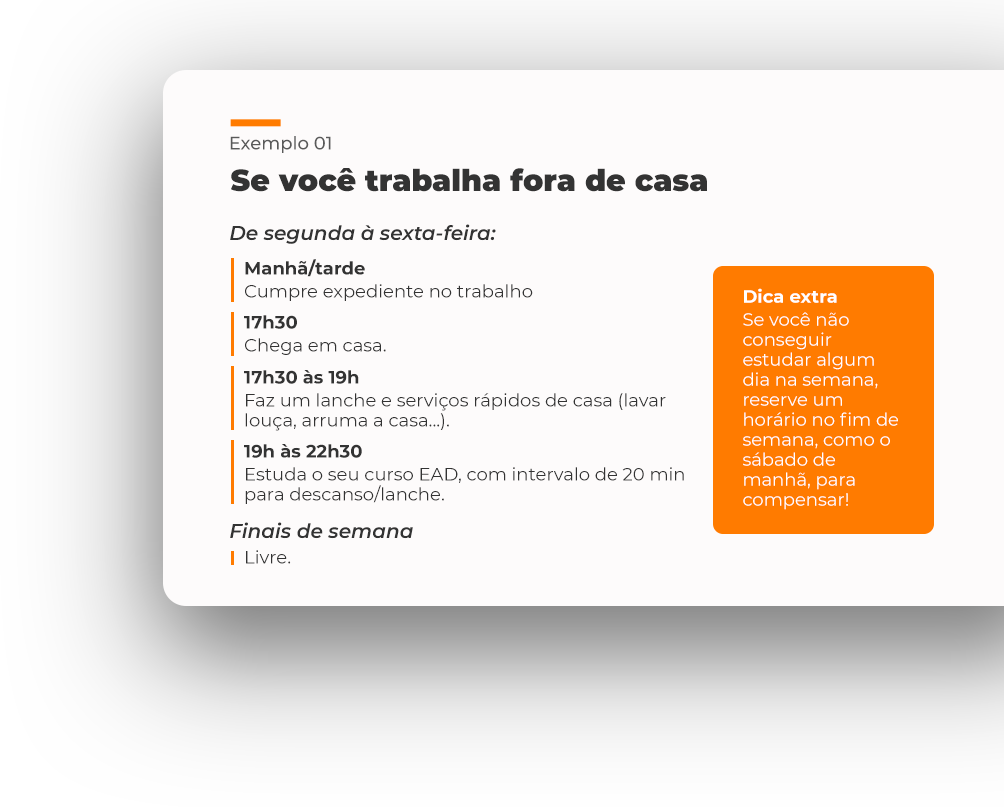 Exemplo 01
Se você trabalha fora de casa
De segunda à sexta-feira:
Manhã/tarde
Cumpre expediente no trabalho
17h30
Chega em casa.
17h30 às 19h
Faz um lanche e serviços rápidos de casa (lavar
louça, arruma a casa...).
19h às 22h30
Estuda o seu curso EAD, com intervalo de 20 min
para descanso/lanche.
Finais de semana
Livre.
Dica extra
Se você não
conseguir
estudar algum
dia na semana,
reserve um
horário no fim de
semana, como o
sábado de
manhã, para
compensar!